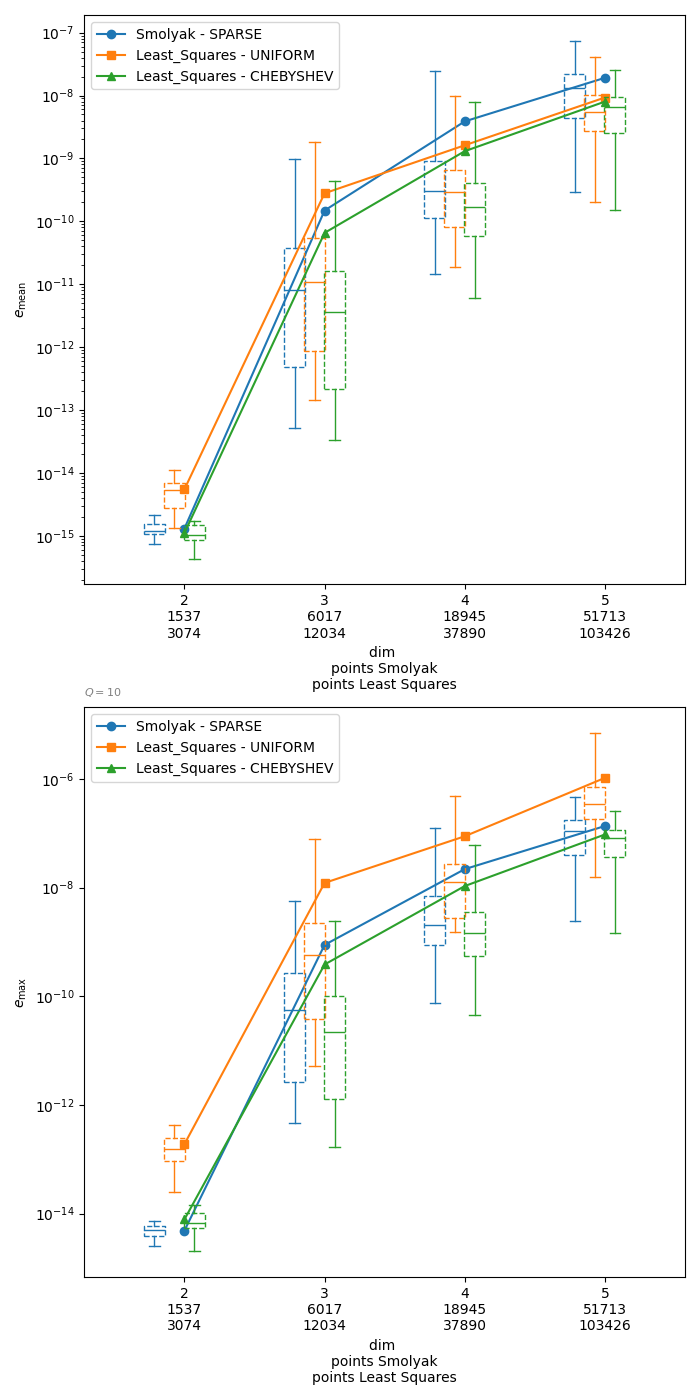 Smolyak - SPARSE
Least_Squares - UNIFORM
Least_Squares - CHEBYSHEV
10⁻⁷
10⁻⁸
10⁻⁹
10⁻¹⁰
10⁻¹¹
10⁻¹²
10⁻¹³
10⁻¹⁴
10⁻¹⁵
e_mean
2 3 4 5
1537 6017 18945 51713
3074 12034 37890 103426
dim
points Smolyak
points Least Squares
Q = 10
Smolyak - SPARSE
Least_Squares - UNIFORM
Least_Squares - CHEBYSHEV
10⁻⁶
10⁻⁸
10⁻¹⁰
10⁻¹²
10⁻¹⁴
e_max
2 3 4 5
1537 6017 18945 51713
3074 12034 37890 103426
dim
points Smolyak
points Least Squares